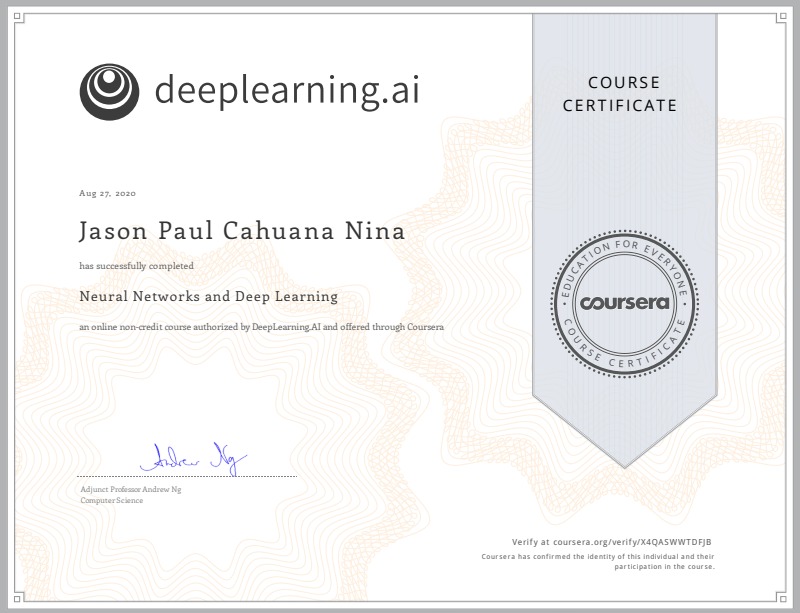 deeplearning.ai
COURSE
CERTIFICATE
Aug 27, 2020
Jason Paul Cahuana Nina
has successfully completed
Neural Networks and Deep Learning
an online non-credit course authorized by DeepLearning.AI and offered through Coursera
EDUCATION FOR EVERYONE
coursera
COURSE CERTIFICATE
Andrew Ng
Adjunct Professor Andrew Ng
Computer Science
Verify at coursera.org/verify/X4QASWWTDFJB
Coursera has confirmed the identity of this individual and their
participation in the course.